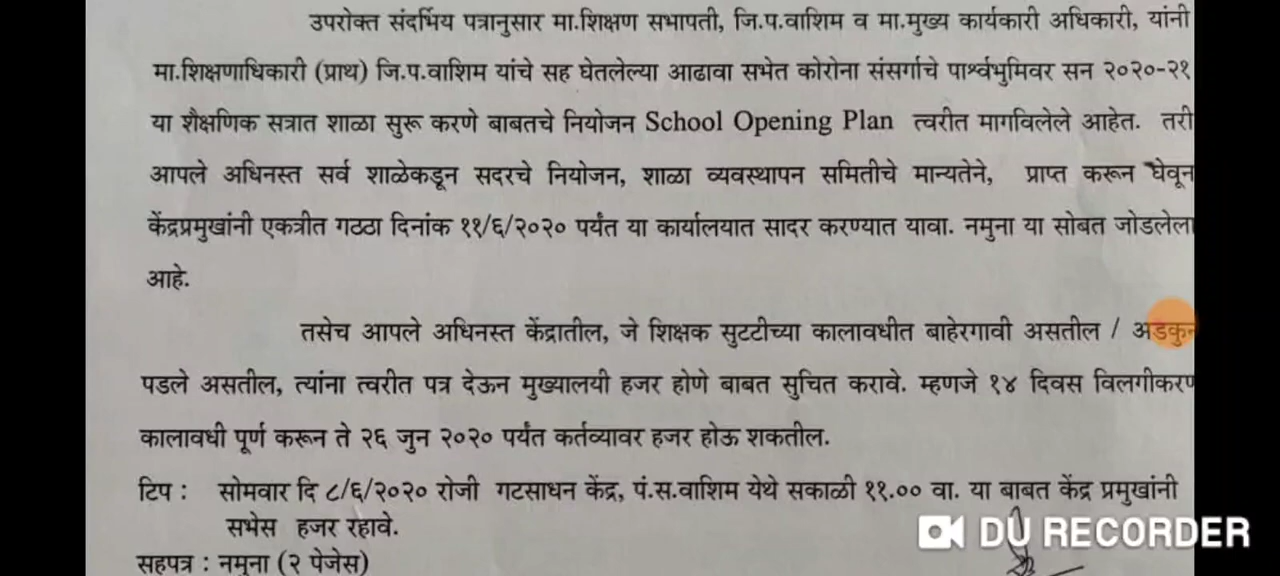 उपरोक्त संदर्भिय पत्रानुसार मा.शिक्षण सभापती, जि.प.वाशिम व मा.मुख्य कार्यकारी अधिकारी, यांनी
मा.शिक्षणाधिकारी (प्राथ) जि.प.वाशिम यांचे सह घेतलेल्या आढावा सभेत कोरोना संसर्गाचे पार्श्वभुमिवर सन २०२०-२१
या शैक्षणिक सत्रात शाळा सुरू करणे बाबतचे नियोजन School Opening Plan त्वरीत मागविलेले आहेत. तरी
आपले अधिनस्त सर्व शाळेकडून सदरचे नियोजन, शाळा व्यवस्थापन समितीचे मान्यतेने, प्राप्त करून घेवून
केंद्रप्रमुखांनी एकत्रीत गठठा दिनांक ११/६/२०२० पर्यंत या कार्यालयात सादर करण्यात यावा. नमुना या सोबत जोडलेला
आहे.
तसेच आपले अधिनस्त केंद्रातील, जे शिक्षक सुटटीच्या कालावधीत बाहेरगावी असतील / अडकुन
पडले असतील, त्यांना त्वरीत पत्र देऊन मुख्यालयी हजर होणे बाबत सुचित करावे. म्हणजे १४ दिवस विलगीकरण
कालावधी पूर्ण करून ते २६ जुन २०२० पर्यंत कर्तव्यावर हजर होऊ शकतील.
टिप : सोमवार दि ८/६/२०२० रोजी गटसाधन केंद्र, पं.स.वाशिम येथे सकाळी ११.०० वा. या बाबत केंद्र प्रमुखांनी
सभेस हजर रहावे.
DU RECORDER
सहपत्र : नमुना (२ पेजेस)